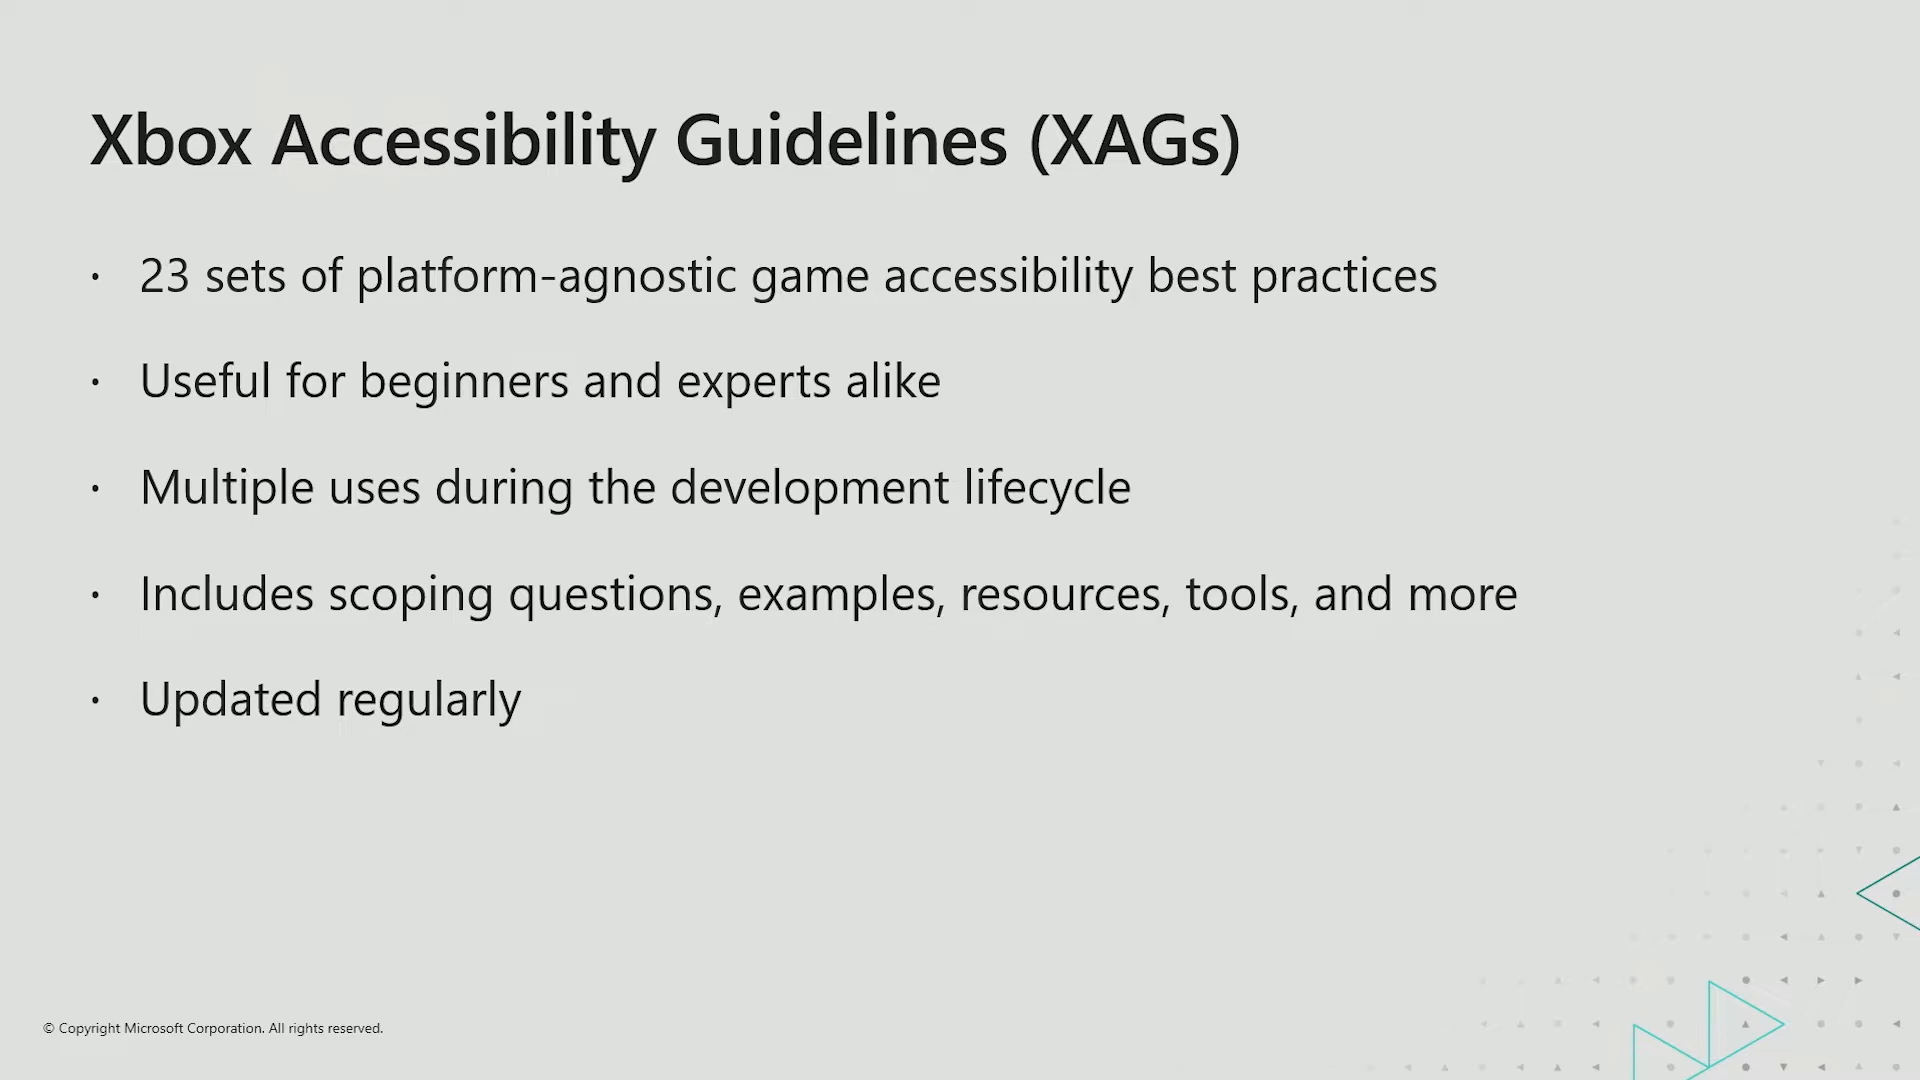 Xbox Accessibility Guidelines (XAGs)
· 23 sets of platform-agnostic game accessibility best practices
· Useful for beginners and experts alike
· Multiple uses during the development lifecycle
· Includes scoping questions, examples, resources, tools, and more
· Updated regularly
© Copyright Microsoft Corporation. All rights reserved.